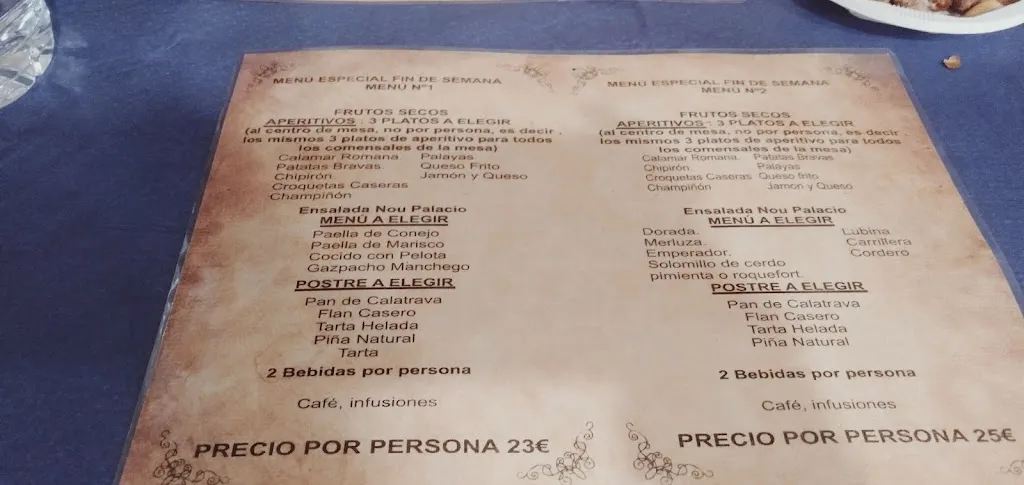 MENÚ ESPECIAL FIN DE SEMANA
MENÚ Nº1
FRUTOS SECOS
APERITIVOS : 3 PLATOS A ELEGIR
(al centro de mesa, no por persona, es decir ,
los mismos 3 platos de aperitivo para todos
los comensales de la mesa)
Calamar Romana Palayas
Patatas Bravas Queso Frito
Chipirón Jamón y Queso
Croquetas Caseras
Champiñón
Ensalada Nou Palacio
MENÚ A ELEGIR
Paella de Conejo
Paella de Marisco
Cocido con Pelota
Gazpacho Manchego
POSTRE A ELEGIR
Pan de Calatrava
Flan Casero
Tarta Helada
Piña Natural
Tarta
2 Bebidas por persona
Café, infusiones
PRECIO POR PERSONA 23€
MENÚ ESPECIAL FIN DE SEMANA
MENU Nº2
FRUTOS SECOS
APERITIVOS : 3 PLATOS A ELEGIR
(al centro de mesa, no por persona, es decir ,
los mismos 3 platos de aperitivo para todos
los comensales de la mesa)
Calamar Romana. Patatas Bravas
Chipirón. Palayas
Croquetas Caseras Queso frito
Champiñón Jamon y Queso
Ensalada Nou Palacio
MENÚ A ELEGIR
Dorada. Lubina
Merluza. Carrillera
Emperador. Cordero
Solomillo de cerdo
pimienta o roquefort.
POSTRE A ELEGIR
Pan de Calatrava
Flan Casero
Tarta Helada
Piña Natural
2 Bebidas por persona
Café, infusiones
PRECIO POR PERSONA 25€